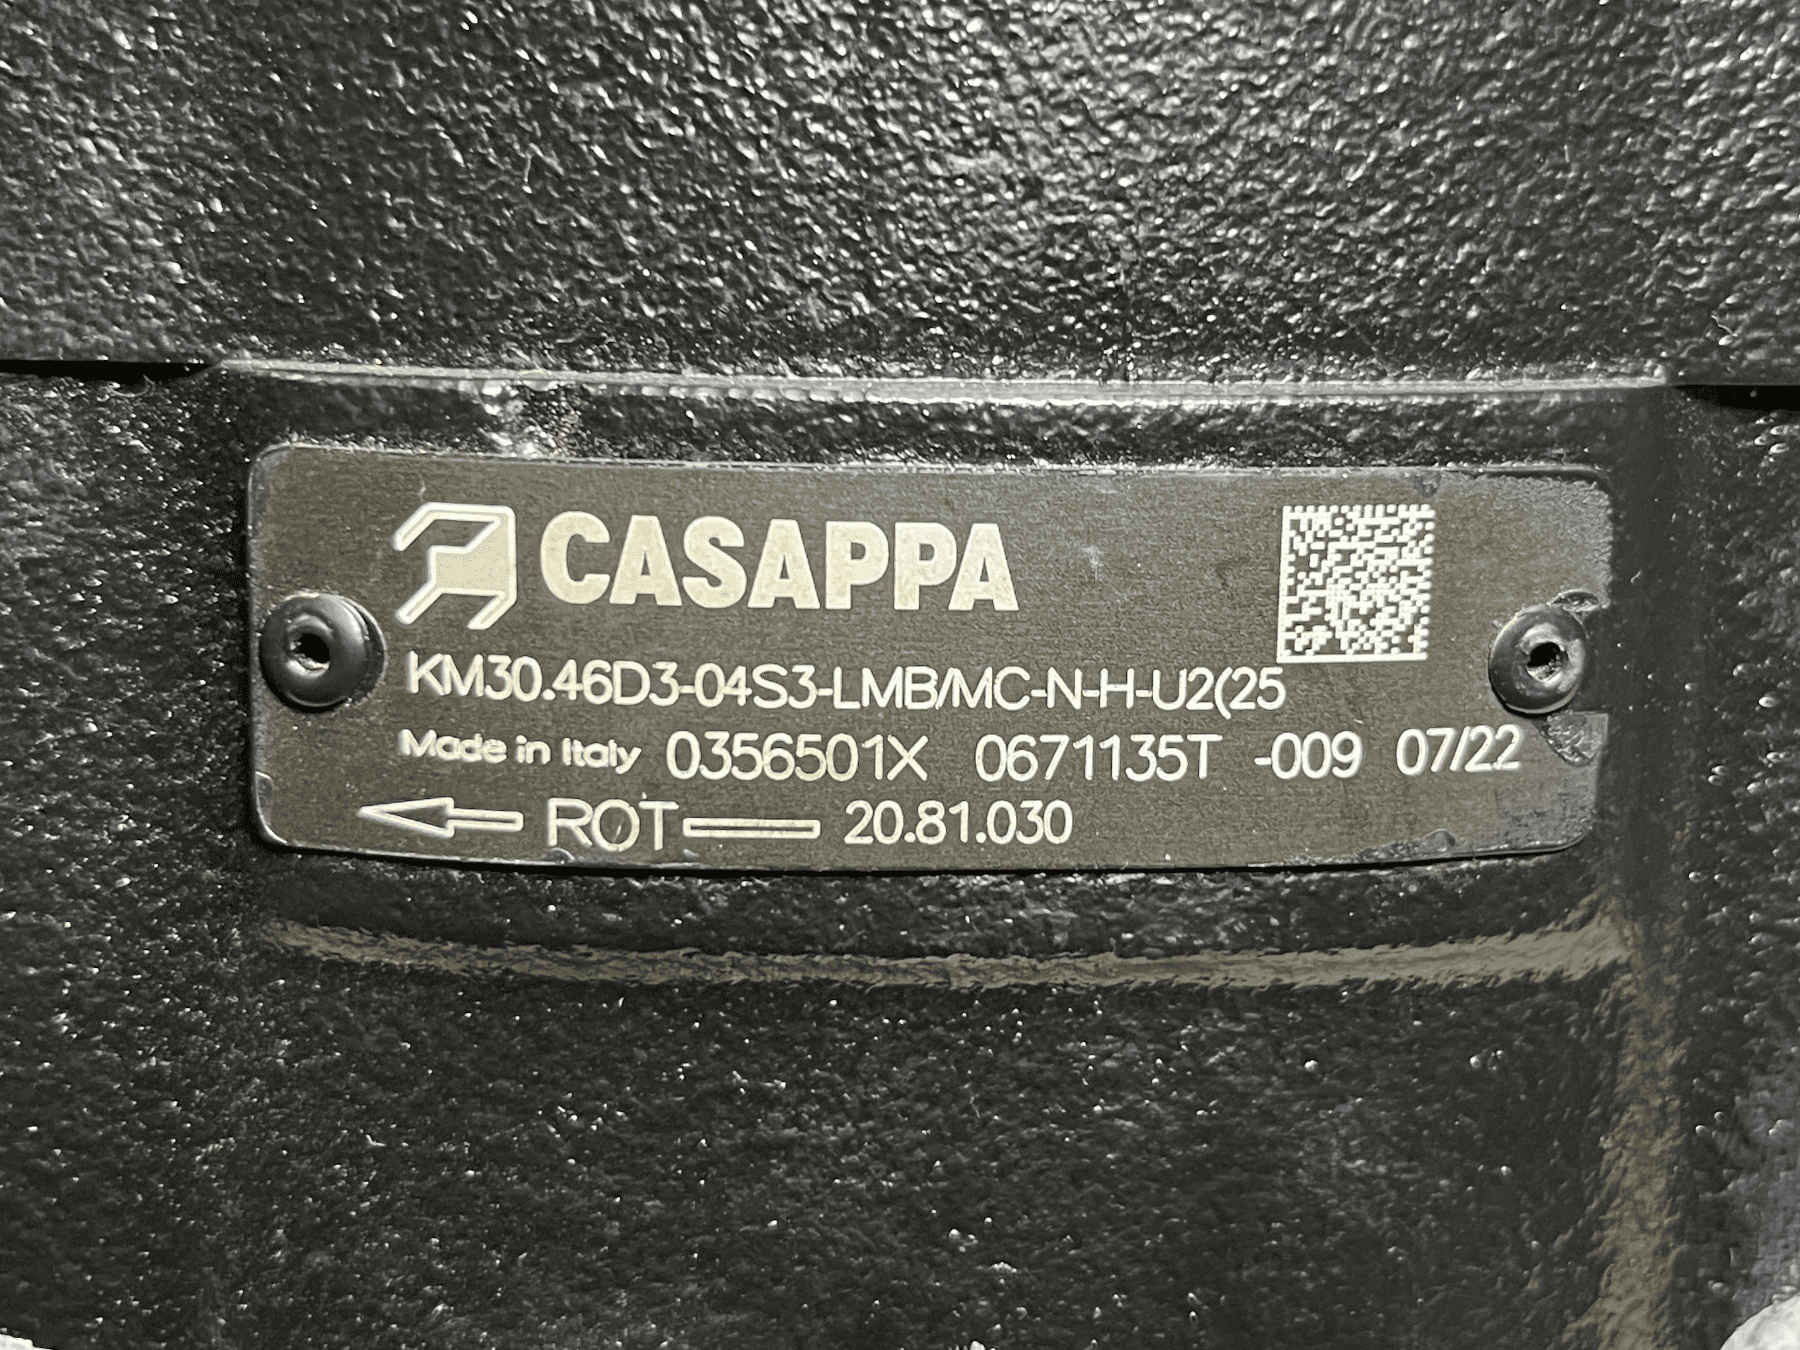 CASAPPA
KM30.46D3-04S3-LMB/MC-N-H-U2(25
Made in Italy 0356501X 0671135T -009 07/22
ROT 20.81.030